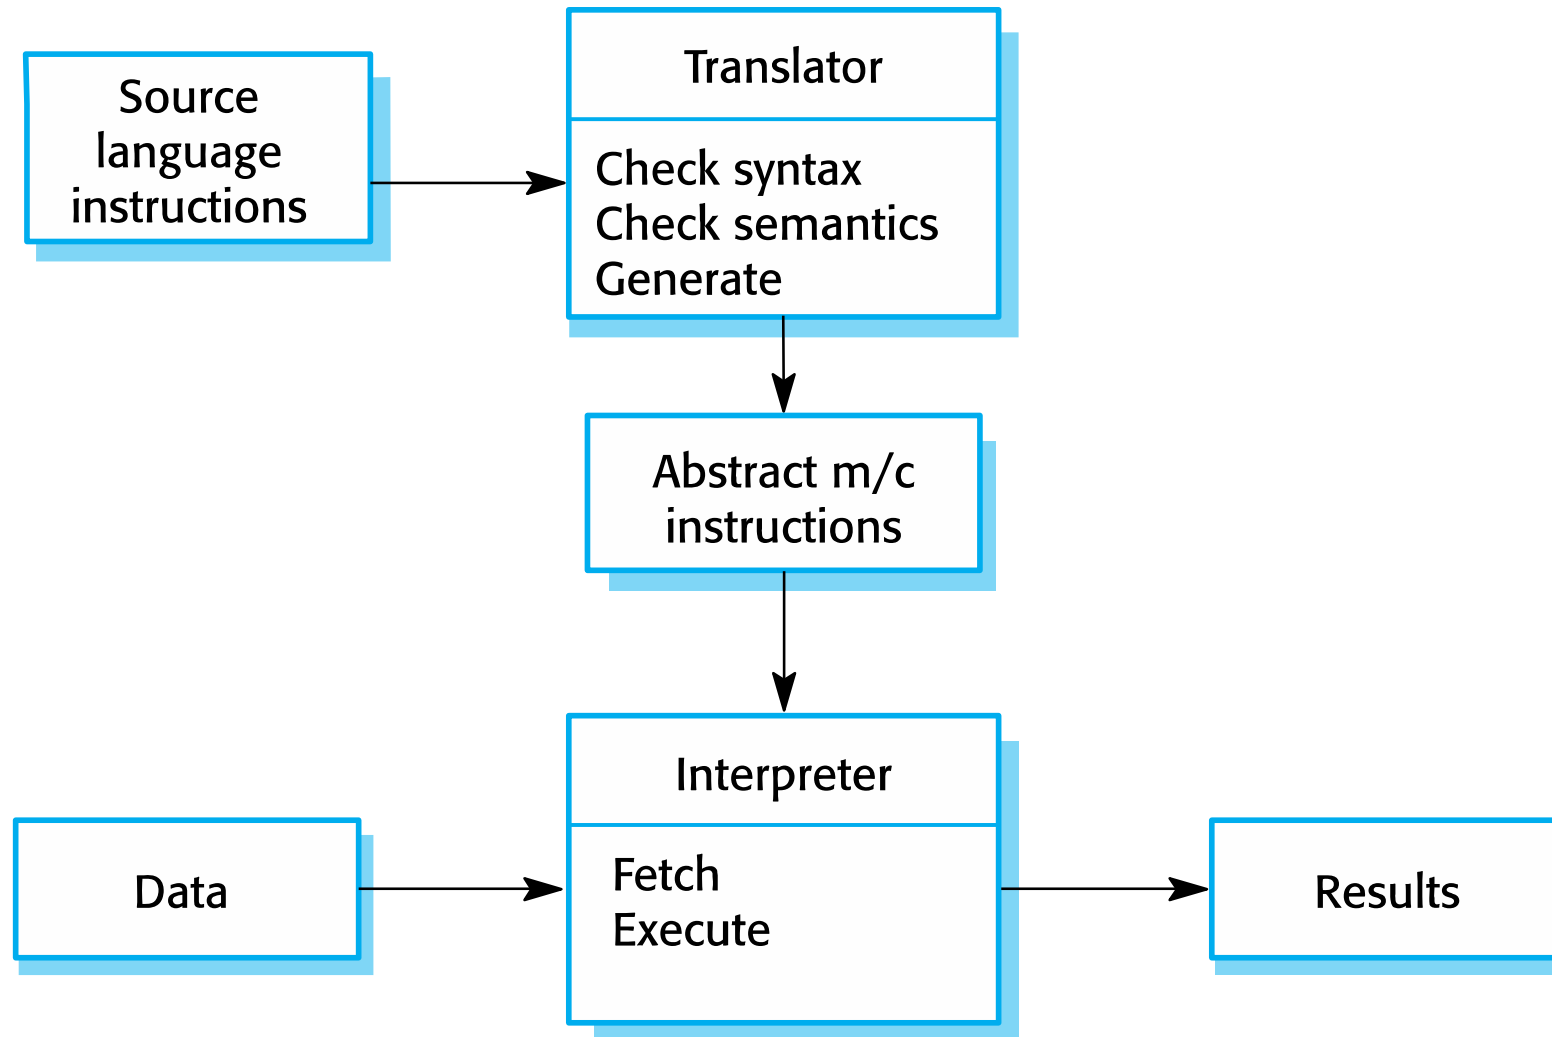 Source
language
instructions
Translator
Check syntax
Check semantics
Generate
Abstract m/c
instructions
Interpreter
Fetch
Execute
Data
Results